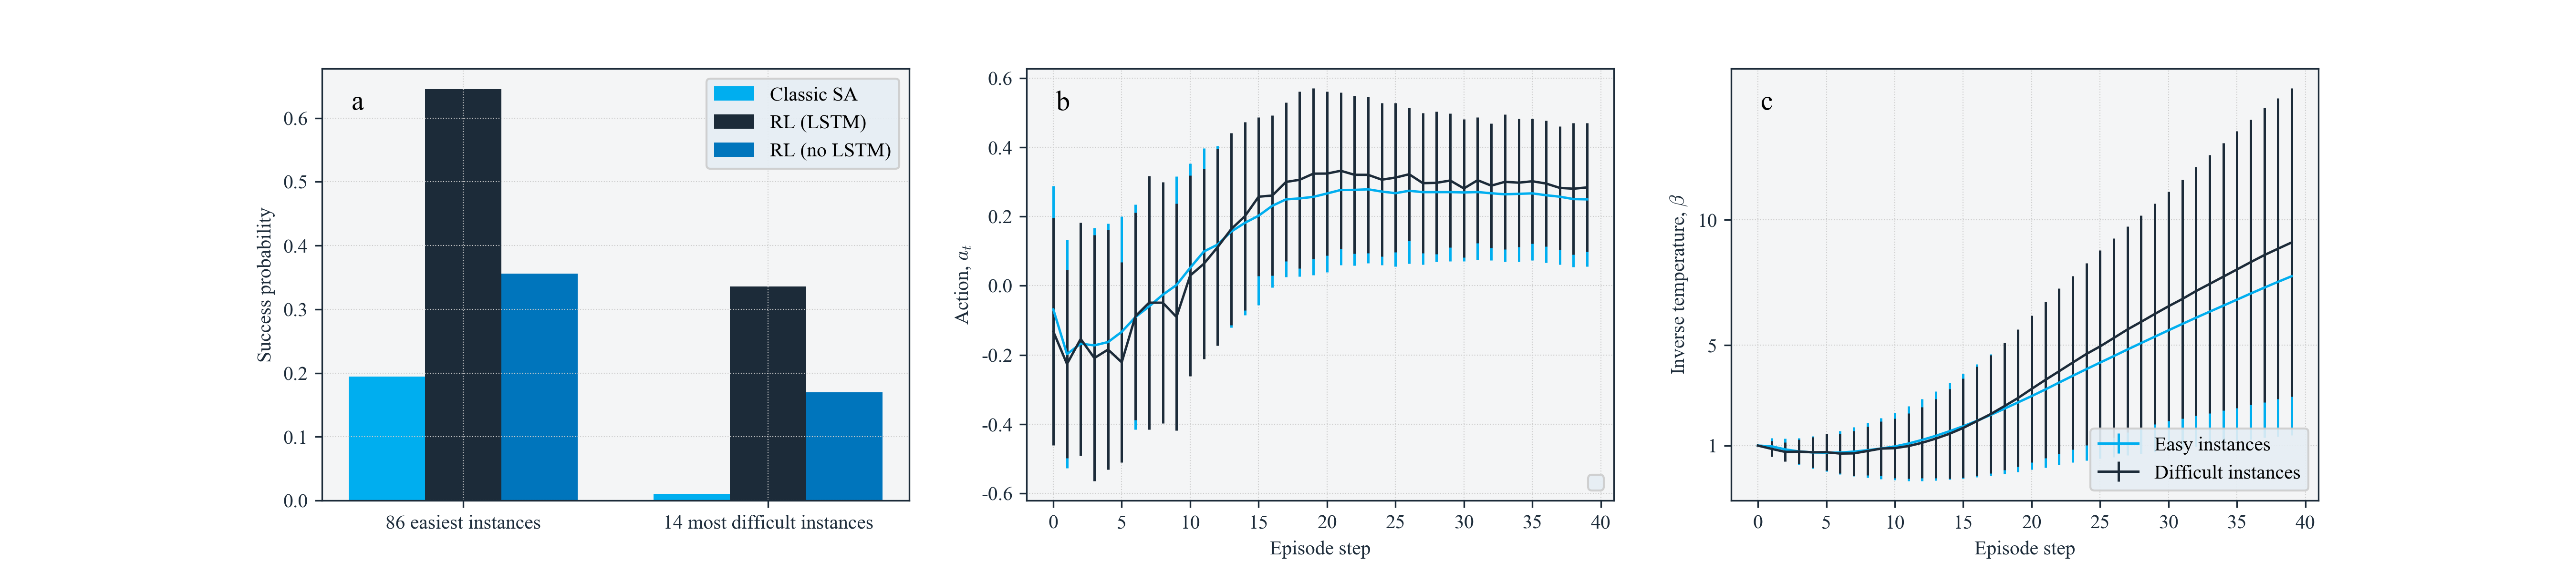 a
Classic SA
RL (LSTM)
RL (no LSTM)
Success probability
0.6
0.5
0.4
0.3
0.2
0.1
0.0
86 easiest instances
14 most difficult instances
b
Action, a_t
0.6
0.4
0.2
0.0
-0.2
-0.4
-0.6
0 5 10 15 20 25 30 35 40
Episode step
c
Inverse temperature, β
10
5
1
Easy instances
Difficult instances
0 5 10 15 20 25 30 35 40
Episode step